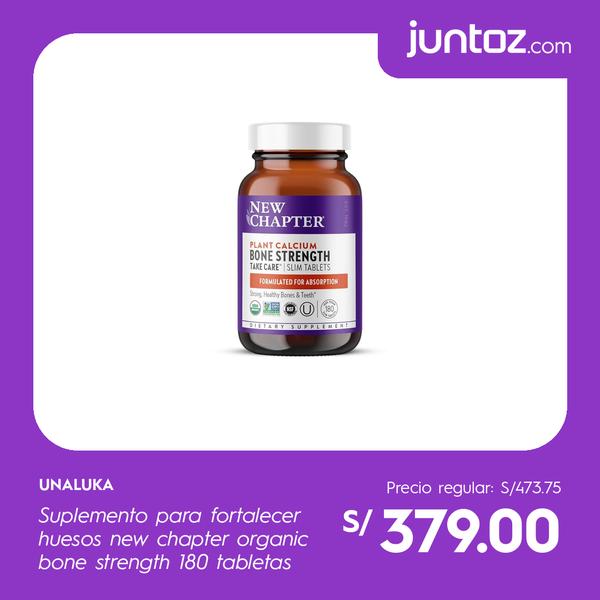 juntoz.com
NEW
CHAPTER
PLANT CALCIUM
BONE STRENGTH
TAKE CARE™ | SLIM TABLETS
FORMULATED FOR ABSORPTION
Strong, Healthy Bones & Teeth*
NSF
180
DIETARY SUPPLEMENT
UNALUKA
Suplemento para fortalecer
huesos new chapter organic
bone strength 180 tabletas
Precio regular: S/473.75
S/ 379.00